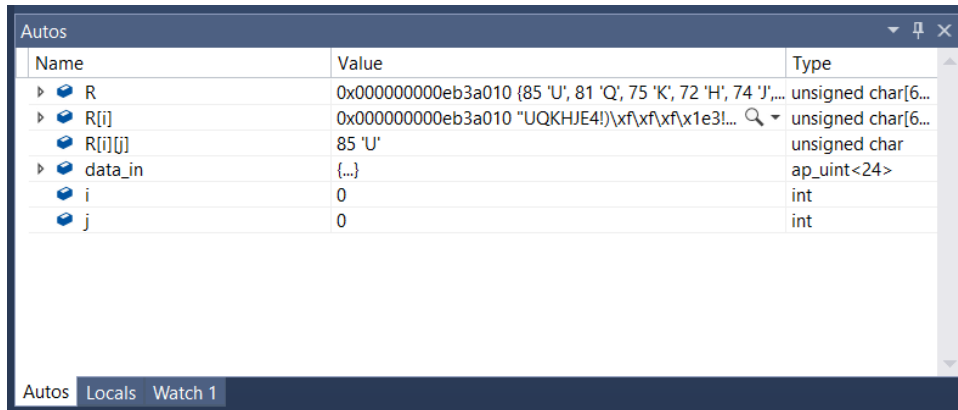 Autos
Name Value Type
R 0x000000000eb3a010 {85 'U', 81 'Q', 75 'K', 72 'H', 74 'J',... unsigned char[6...
R[i] 0x000000000eb3a010 "UQKHJE4!)\xf\xf\xf\x1e3!... unsigned char[6...
R[i][j] 85 'U' unsigned char
data_in {...} ap_uint<24>
i 0 int
j 0 int
Autos Locals Watch 1